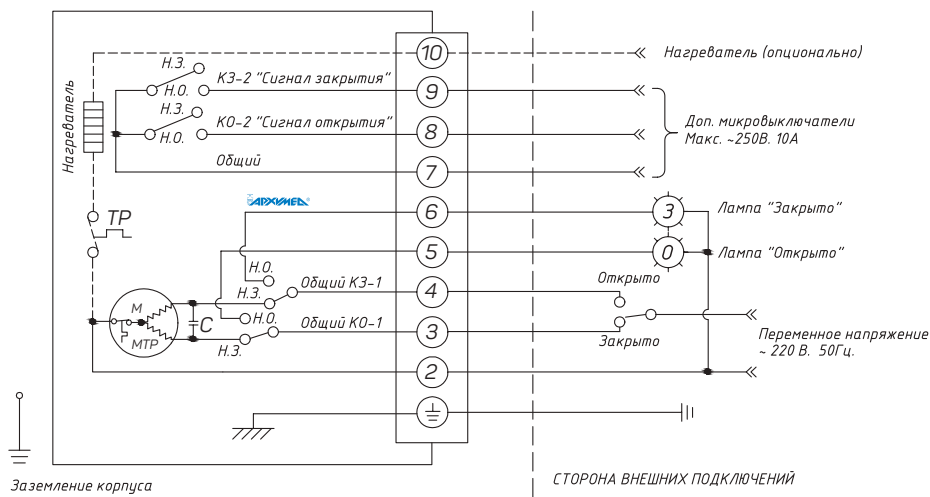 10
Нагреватель (опционально)
Н.З.
КЗ-2 "Сигнал закрытия"
Н.О.
9
Нагреватель
Н.З.
КО-2 "Сигнал открытия"
Н.О.
8
Доп. микровыключатели
Макс. ~250В. 10А
Общий
7
АРХИМЕД
ТР
6
З
Лампа "Закрыто"
5
О
Лампа "Открыто"
Н.О.
Общий КЗ-1
Н.З.
4
Открыто
М
МТР
С
Н.О.
Общий КО-1
Н.З.
3
Закрыто
Переменное напряжение
~ 220 В. 50Гц.
2
Заземление корпуса
СТОРОНА ВНЕШНИХ ПОДКЛЮЧЕНИЙ